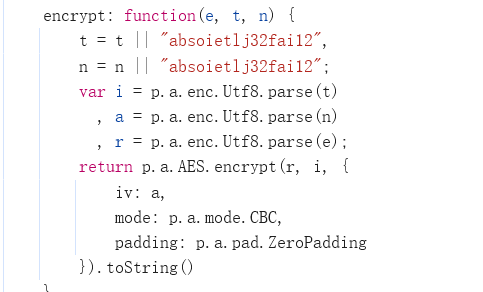 encrypt: function(e, t, n) {
t = t || "absoietlj32fai12",
n = n || "absoietlj32fai12";
var i = p.a.enc.Utf8.parse(t)
, a = p.a.enc.Utf8.parse(n)
, r = p.a.enc.Utf8.parse(e);
return p.a.AES.encrypt(r, i, {
iv: a,
mode: p.a.mode.CBC,
padding: p.a.pad.ZeroPadding
}).toString()
}